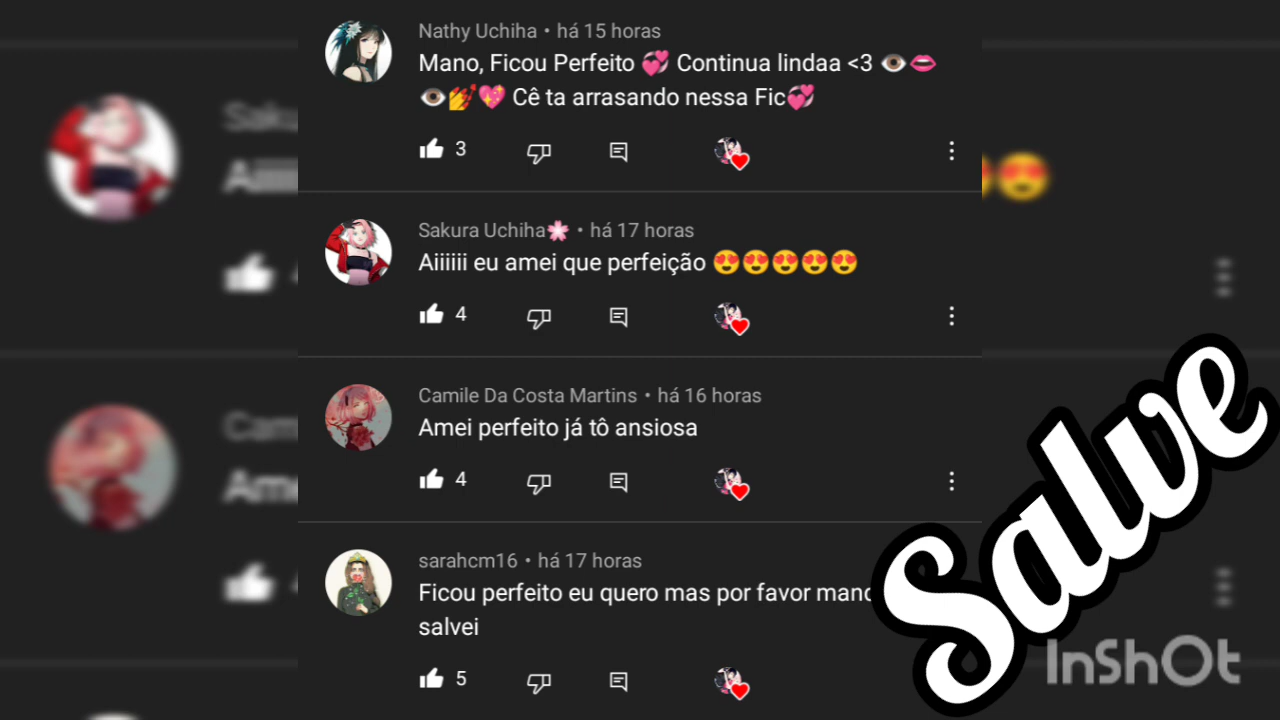 Nathy Uchiha • há 15 horas
Mano, Ficou Perfeito 💞 Continua lindaa <3 👁️👄
👁️💅💖 Cê ta arrasando nessa Fic💞
3
Sakura Uchiha🌸 • há 17 horas
Aiiiiii eu amei que perfeição 😍😍😍😍😍
4
Camile Da Costa Martins • há 16 horas
Amei perfeito já tô ansiosa
4
sarahcm16 • há 17 horas
Ficou perfeito eu quero mas por favor
salvei
5
Salve
InShOt